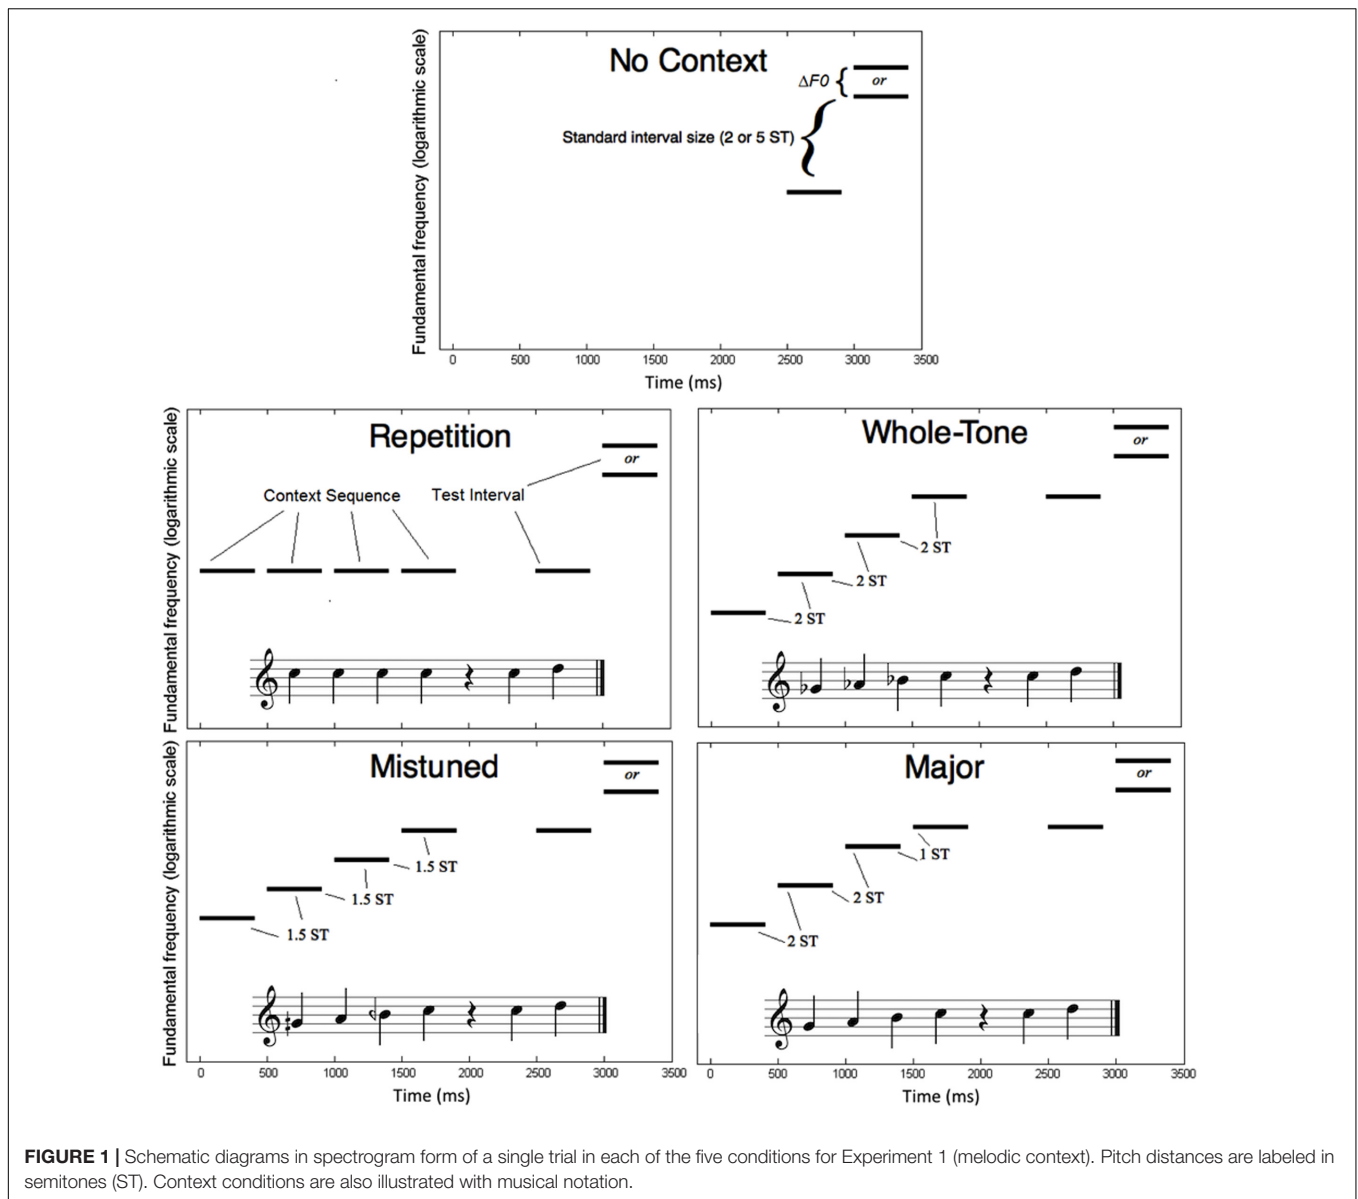 No Context
ΔF0
or
Standard interval size (2 or 5 ST)
Fundamental frequency (logarithmic scale)
0 500 1000 1500 2000 2500 3000 3500
Time (ms)
Repetition
or
Context Sequence
Test Interval
Fundamental frequency (logarithmic scale)
Whole-Tone
or
2 ST
2 ST
2 ST
Mistuned
or
1.5 ST
1.5 ST
1.5 ST
Fundamental frequency (logarithmic scale)
0 500 1000 1500 2000 2500 3000 3500
Time (ms)
Major
or
1 ST
2 ST
2 ST
0 500 1000 1500 2000 2500 3000 3500
Time (ms)
FIGURE 1 | Schematic diagrams in spectrogram form of a single trial in each of the five conditions for Experiment 1 (melodic context). Pitch distances are labeled in
semitones (ST). Context conditions are also illustrated with musical notation.